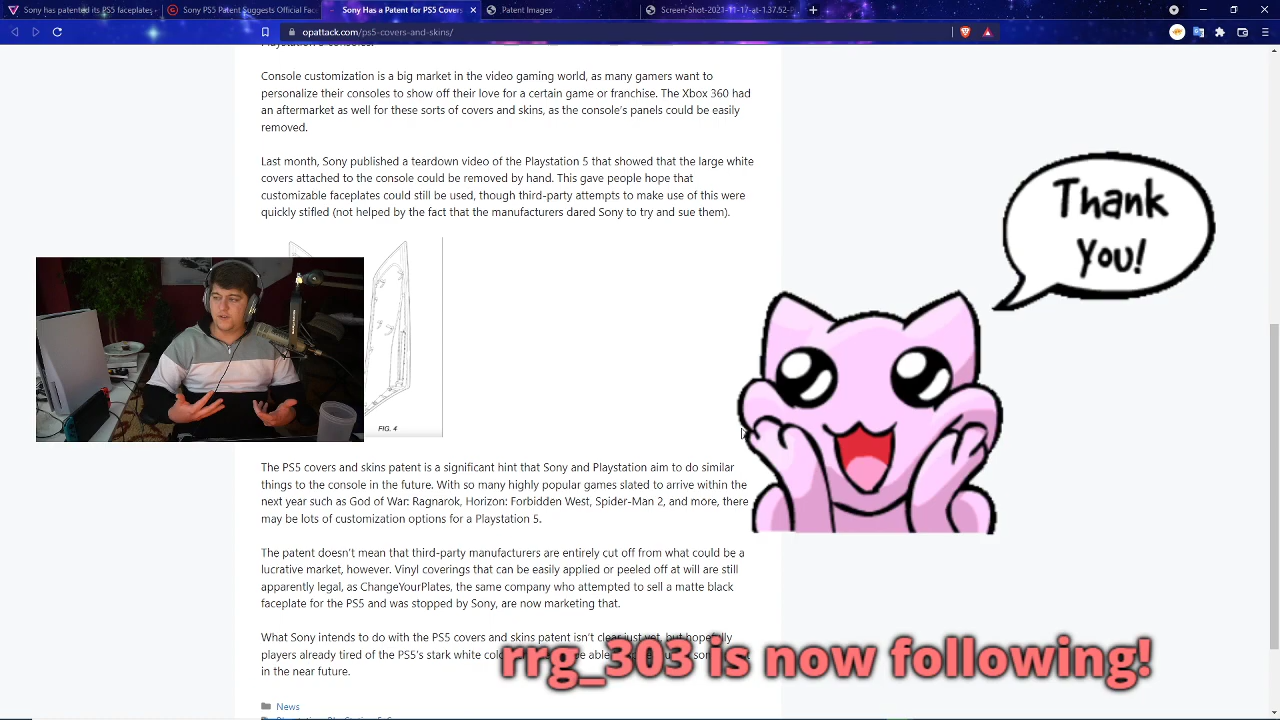 Sony has patented its PS5 faceplates
Sony PS5 Patent Suggests Official Fac
Sony Has a Patent for PS5 Covers
Patent Images
Screen-Shot-2021-11-17-at-1.37.52-P
opattack.com/ps5-covers-and-skins/
Console customization is a big market in the video gaming world, as many gamers want to
personalize their consoles to show off their love for a certain game or franchise. The Xbox 360 had
an aftermarket as well for these sorts of covers and skins, as the console's panels could be easily
removed.
Last month, Sony published a teardown video of the Playstation 5 that showed that the large white
covers attached to the console could be removed by hand. This gave people hope that
customizable faceplates could still be used, though third-party attempts to make use of this were
quickly stifled (not helped by the fact that the manufacturers dared Sony to try and sue them).
Thank
You!
FIG. 4
The PS5 covers and skins patent is a significant hint that Sony and Playstation aim to do similar
things to the console in the future. With so many highly popular games slated to arrive within the
next year such as God of War: Ragnarok, Horizon: Forbidden West, Spider-Man 2, and more, there
may be lots of customization options for a Playstation 5.
The patent doesn't mean that third-party manufacturers are entirely cut off from what could be a
lucrative market, however. Vinyl coverings that can be easily applied or peeled off at will are still
apparently legal, as ChangeYourPlates, the same company who attempted to sell a matte black
faceplate for the PS5 and was stopped by Sony, are now marketing that.
What Sony intends to do with the PS5 covers and skins patent isn't clear just yet, but hopefully
players already tired of the PS5's stark white
in the near future.
rrg_303 is now following!
News